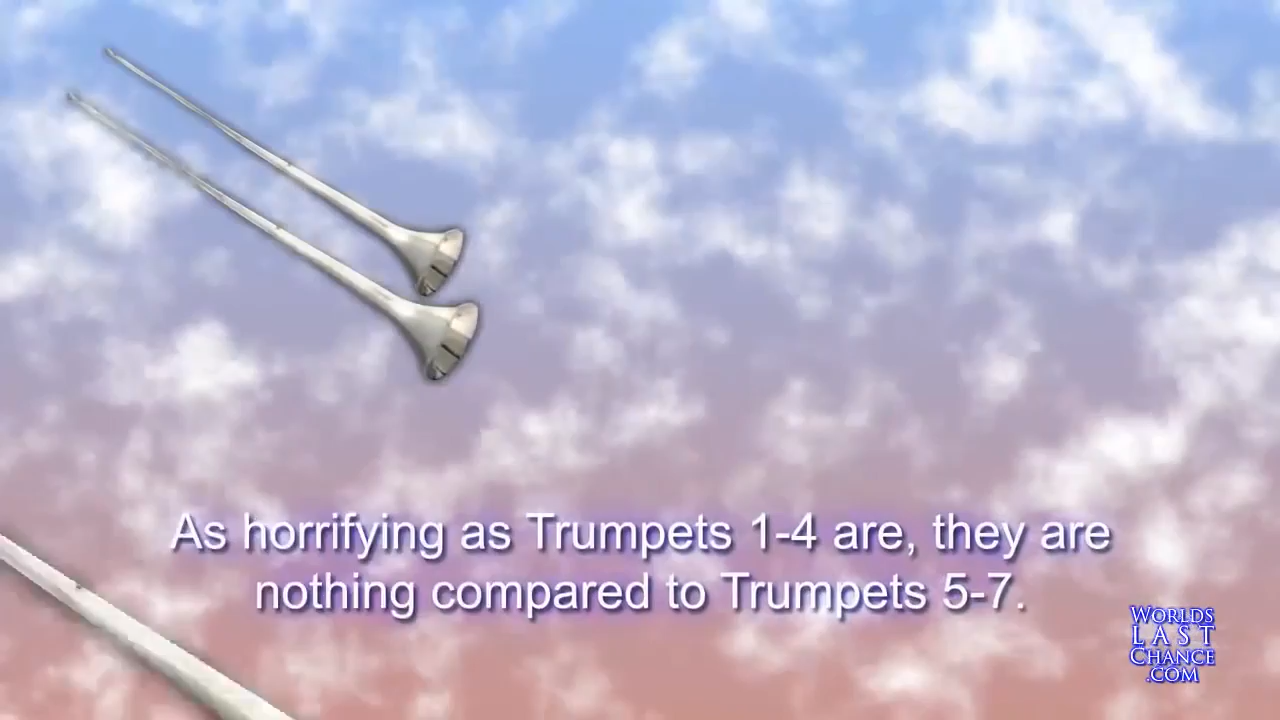 As horrifying as Trumpets 1-4 are, they are
nothing compared to Trumpets 5-7.
WORLDS
LAST
CHANCE
.COM